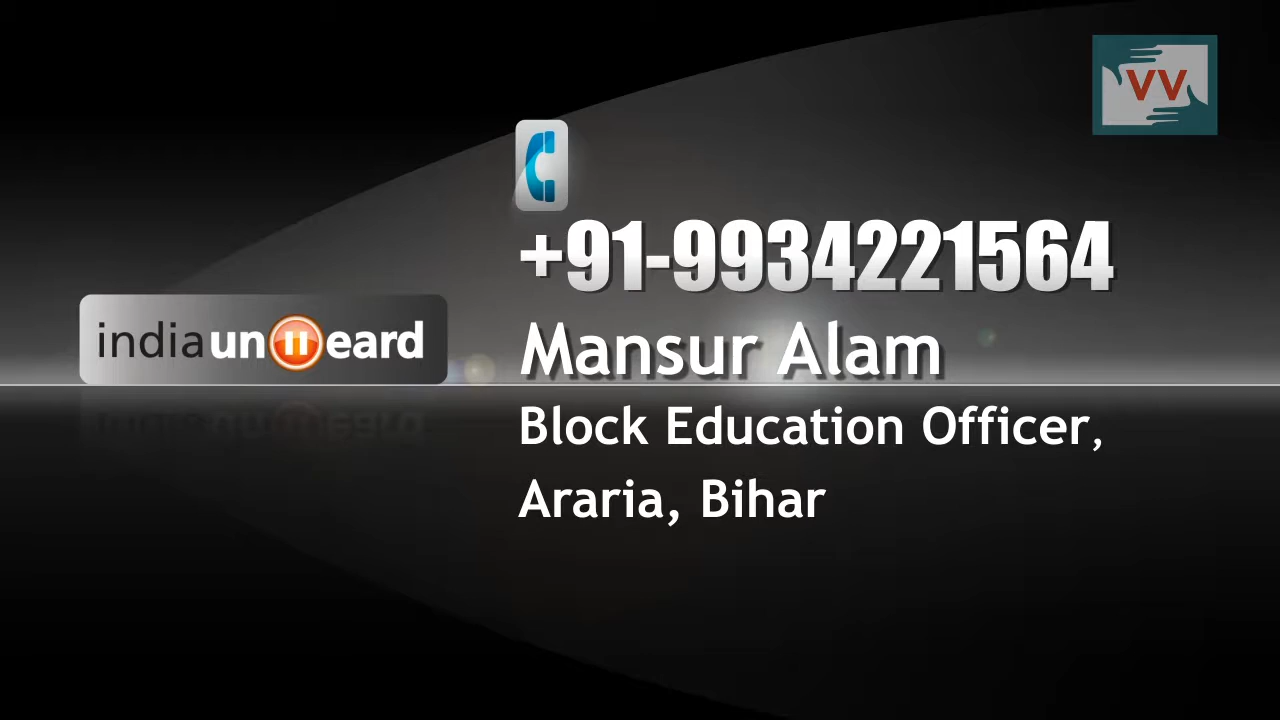 VV
+91-9934221564
indiaunheard
Mansur Alam
Block Education Officer,
Araria, Bihar